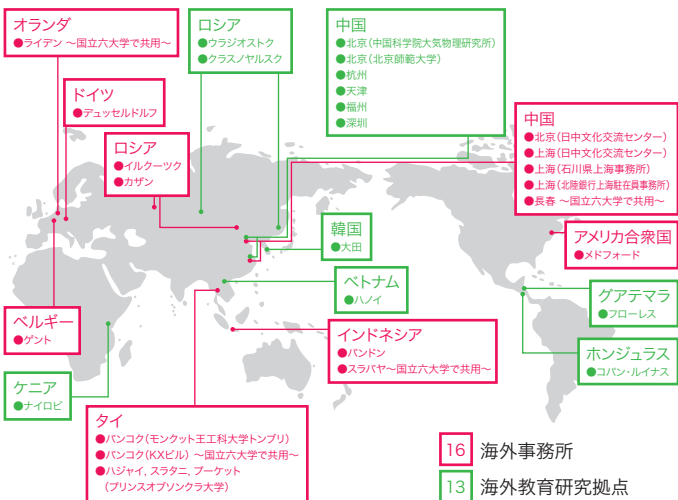 オランダ
●ライデン ～国立六大学で共用～
ロシア
●ウラジオストク
●クラスノヤルスク
中国
●北京（中国科学院大気物理研究所）
●北京（北京師範大学）
●杭州
●天津
●福州
●深圳
ドイツ
●デュッセルドルフ
ロシア
●イルクーツク
●カザン
中国
●北京（日中文化交流センター）
●上海（日中文化交流センター）
●上海（石川県上海事務所）
●上海（北陸銀行上海駐在員事務所）
●長春 ～国立六大学で共用～
韓国
●大田
アメリカ合衆国
●メドフォード
ベトナム
●ハノイ
グアテマラ
●フローレス
ベルギー
●ゲント
インドネシア
●バンドン
●スラバヤ～国立六大学で共用～
ホンジュラス
●コパン・ルイナス
ケニア
●ナイロビ
タイ
●バンコク（モンクット王工科大学トンブリ）
●バンコク（KXビル） ～国立六大学で共用～
●ハジャイ, スラタニ, プーケット
（プリンスオブソンクラ大学）
16 海外事務所
13 海外教育研究拠点